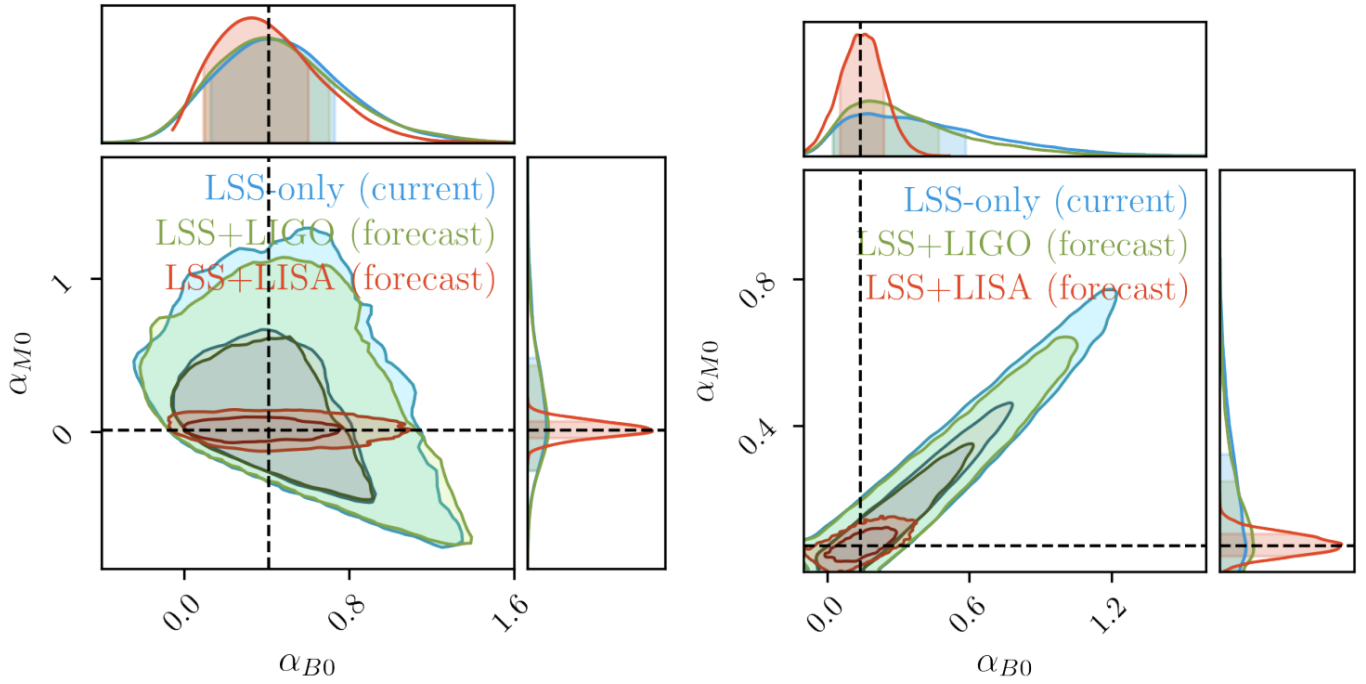 LSS-only (current)
LSS+LIGO (forecast)
LSS+LISA (forecast)
1
0
α_{M0}
0.0
0.8
1.6
α_{B0}
LSS-only (current)
LSS+LIGO (forecast)
LSS+LISA (forecast)
0.8
0.4
α_{M0}
0.0
0.6
1.2
α_{B0}